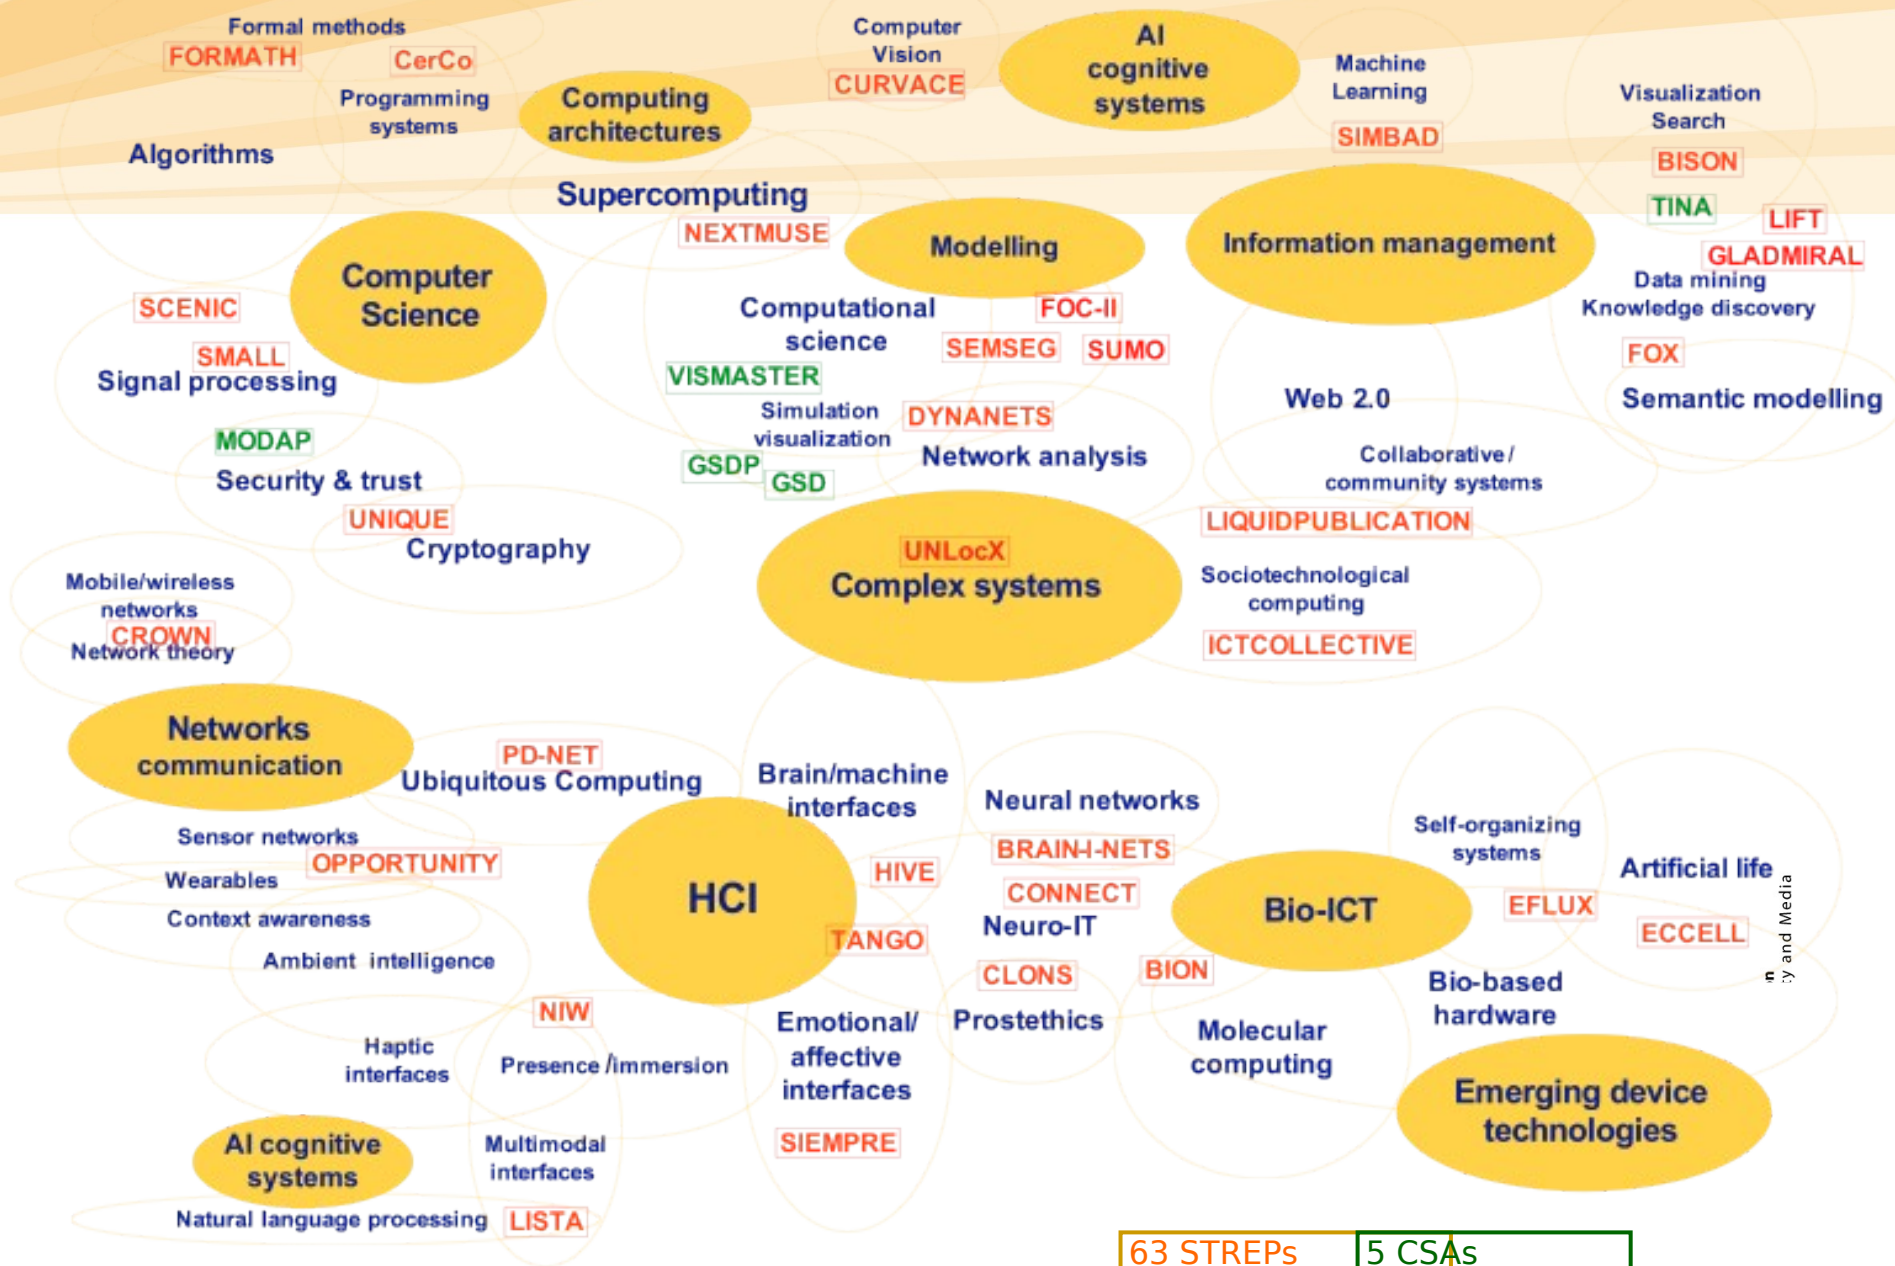 Formal methods
FORMATH
CerCo
Programming
systems
Algorithms
Computing
architectures
Computer
Vision
CURVACE
AI
cognitive
systems
Machine
Learning
SIMBAD
Visualization
Search
BISON
TINA
LIFT
GLADMIRAL
Data mining
Knowledge discovery
FOX
Semantic modelling
Supercomputing
NEXTMUSE
Modelling
Information management
Computer
Science
SCENIC
SMALL
Signal processing
MODAP
Security & trust
UNIQUE
Cryptography
Computational
science
FOC-II
SEMSEG
SUMO
VISMASTER
Simulation
visualization
DYNANETS
Network analysis
GSDP
GSD
Web 2.0
Collaborative/
community systems
LIQUIDPUBLICATION
UNLocX
Complex systems
Sociotechnological
computing
ICTCOLLECTIVE
Mobile/wireless
networks
CROWN
Network theory
Networks
communication
PD-NET
Ubiquitous Computing
Sensor networks
OPPORTUNITY
Wearables
Context awareness
Ambient intelligence
HCI
Brain/machine
interfaces
HIVE
TANGO
Neural networks
BRAIN-I-NETS
CONNECT
Neuro-IT
CLONS
Prostethics
BION
Bio-ICT
Self-organizing
systems
Artificial life
EFLUX
ECCELL
Bio-based
hardware
Molecular
computing
Emerging device
technologies
NIW
Haptic
interfaces
Presence /immersion
Emotional/
affective
interfaces
SIEMPRE
AI cognitive
systems
Multimodal
interfaces
Natural language processing
LISTA
and Media
63 STREPs
5 CSAs